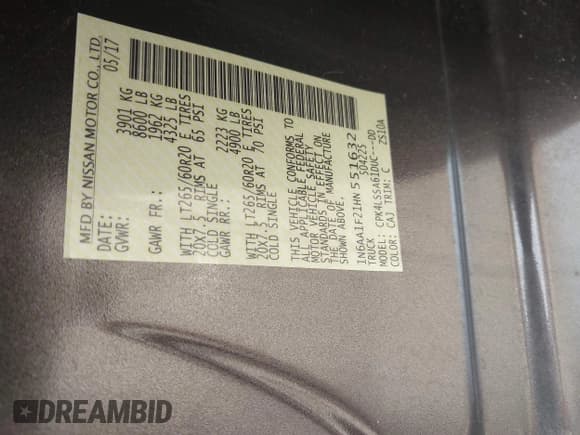 MFD BY NISSAN MOTOR CO., LTD.
DATE: 05/17
GVWR: 3901 KG
8600 LB
GAWR FR.: 1962 KG
4325 LB
WITH LT265/60R20 E TIRES
20X7.5 RIMS AT 65 PSI
COLD SINGLE
GAWR RR.: 2223 KG
4900 LB
WITH LT265/60R20 E TIRES
20X7.5 RIMS AT 70 PSI
COLD SINGLE
THIS VEHICLE CONFORMS TO
ALL APPLICABLE FEDERAL
MOTOR VEHICLE SAFETY
STANDARDS IN EFFECT ON
THE DATE OF MANUFACTURE
SHOWN ABOVE.
1N6AA1F21HN551632
TRUCK S04225
MODEL: CPK4LSSA61DUC---DD
COLOR: CAJ TRIM: C ZS10A
DREAMBID